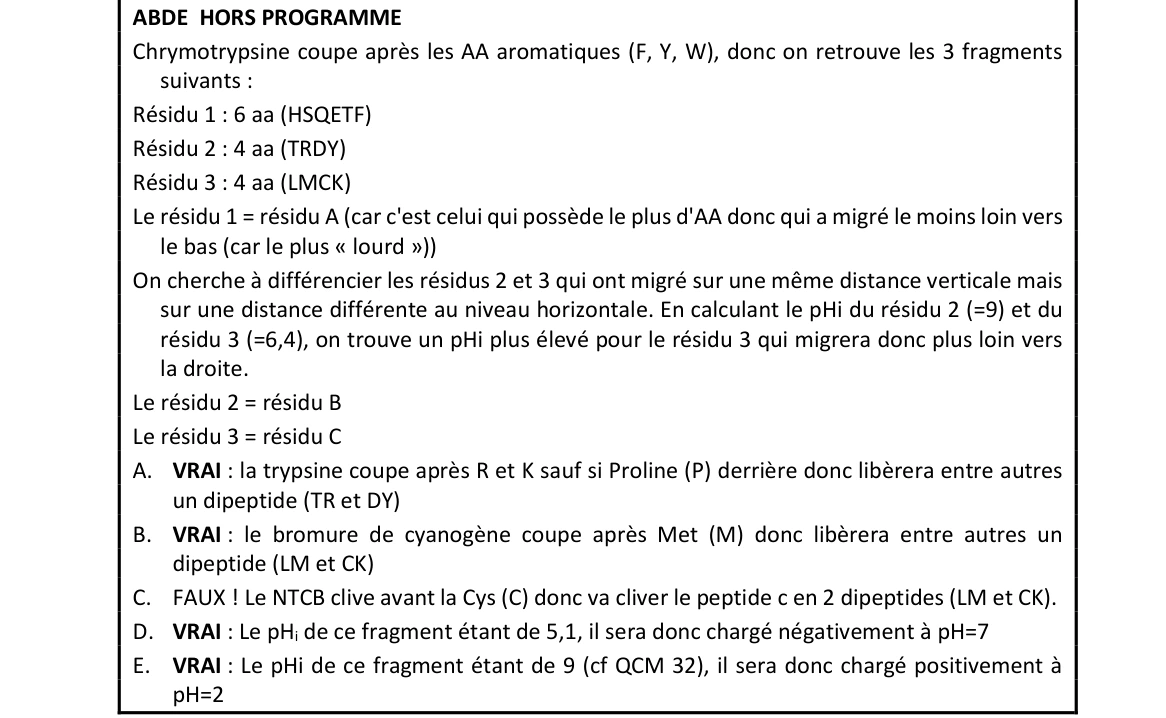 ABDE HORS PROGRAMME
Chrymotrypsine coupe après les AA aromatiques (F, Y, W), donc on retrouve les 3 fragments
suivants :
Résidu 1 : 6 aa (HSQETF)
Résidu 2 : 4 aa (TRDY)
Résidu 3 : 4 aa (LMCK)
Le résidu 1 = résidu A (car c'est celui qui possède le plus d'AA donc qui a migré le moins loin vers
le bas (car le plus « lourd »))
On cherche à différencier les résidus 2 et 3 qui ont migré sur une même distance verticale mais
sur une distance différente au niveau horizontale. En calculant le pHi du résidu 2 (=9) et du
résidu 3 (=6,4), on trouve un pHi plus élevé pour le résidu 3 qui migrera donc plus loin vers
la droite.
Le résidu 2 = résidu B
Le résidu 3 = résidu C
A. VRAI : la trypsine coupe après R et K sauf si Proline (P) derrière donc libèrera entre autres
un dipeptide (TR et DY)
B. VRAI : le bromure de cyanogène coupe après Met (M) donc libèrera entre autres un
dipeptide (LM et CK)
C. FAUX ! Le NTCB clive avant la Cys (C) donc va cliver le peptide c en 2 dipeptides (LM et CK).
D. VRAI : Le pHi de ce fragment étant de 5,1, il sera donc chargé négativement à pH=7
E. VRAI : Le pHi de ce fragment étant de 9 (cf QCM 32), il sera donc chargé positivement à
pH=2